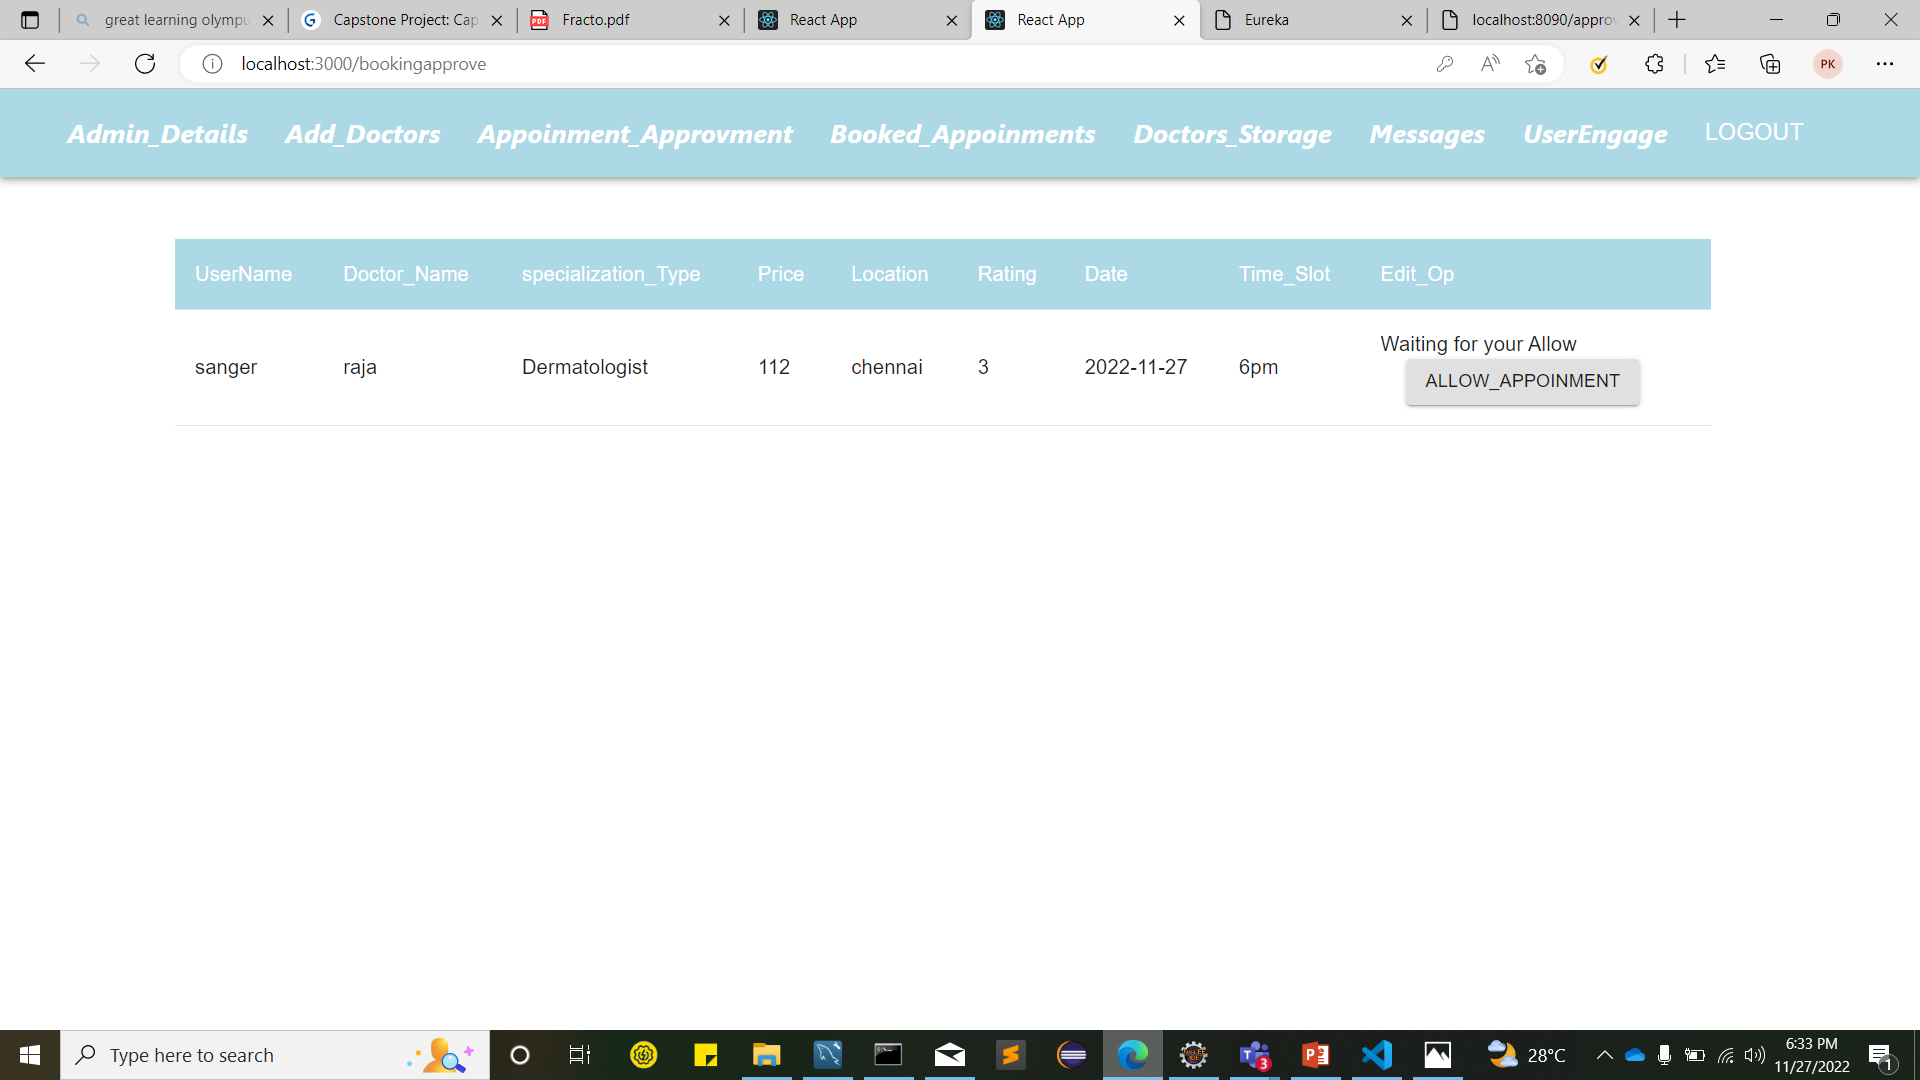 great learning olympu
Capstone Project: Cap
Fracto.pdf
React App
React App
Eureka
localhost:8090/approv
localhost:3000/bookingapprove
PK
Admin_Details Add_Doctors Appoinment_Approvment Booked_Appoinments Doctors_Storage Messages UserEngage LOGOUT
UserName Doctor_Name specialization_Type Price Location Rating Date Time_Slot Edit_Op
Waiting for your Allow
sanger raja Dermatologist 112 chennai 3 2022-11-27 6pm
ALLOW_APPOINMENT
Type here to search
3
28°C
6:33 PM
11/27/2022
1